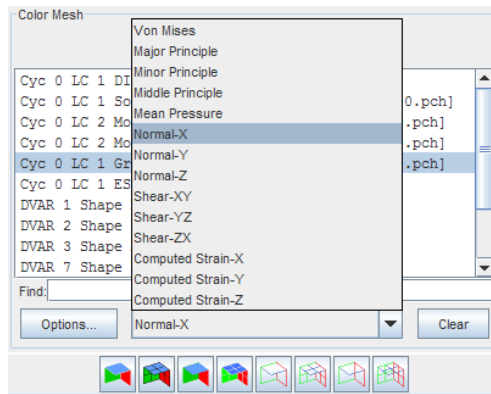 Color Mesh
Von Mises
Major Principle
Minor Principle
Middle Principle
Mean Pressure
Normal-X
Normal-Y
Normal-Z
Shear-XY
Shear-YZ
Shear-ZX
Computed Strain-X
Computed Strain-Y
Computed Strain-Z
Cyc 0 LC 1 DI
Cyc 0 LC 1 So 0.pch]
Cyc 0 LC 2 Mo .pch]
Cyc 0 LC 2 Mo .pch]
Cyc 0 LC 1 Gr .pch]
Cyc 0 LC 1 ES
DVAR 1 Shape
DVAR 2 Shape
DVAR 3 Shape
DVAR 7 Shape
Find:
Options... Normal-X Clear